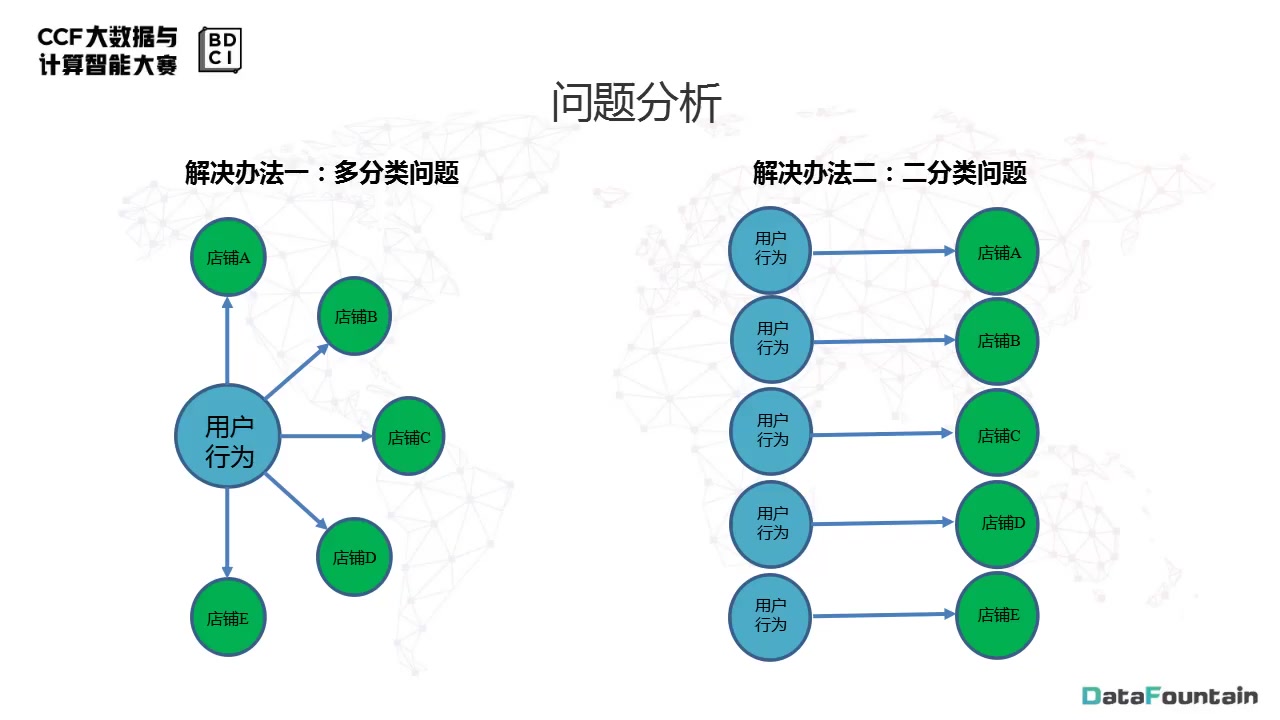 CCF大数据与
计算智能大赛
BD
CI
问题分析
解决办法一：多分类问题
店铺A
店铺B
用户
行为
店铺C
店铺D
店铺E
解决办法二：二分类问题
用户
行为
店铺A
用户
行为
店铺B
用户
行为
店铺C
用户
行为
店铺D
用户
行为
店铺E
DataFountain